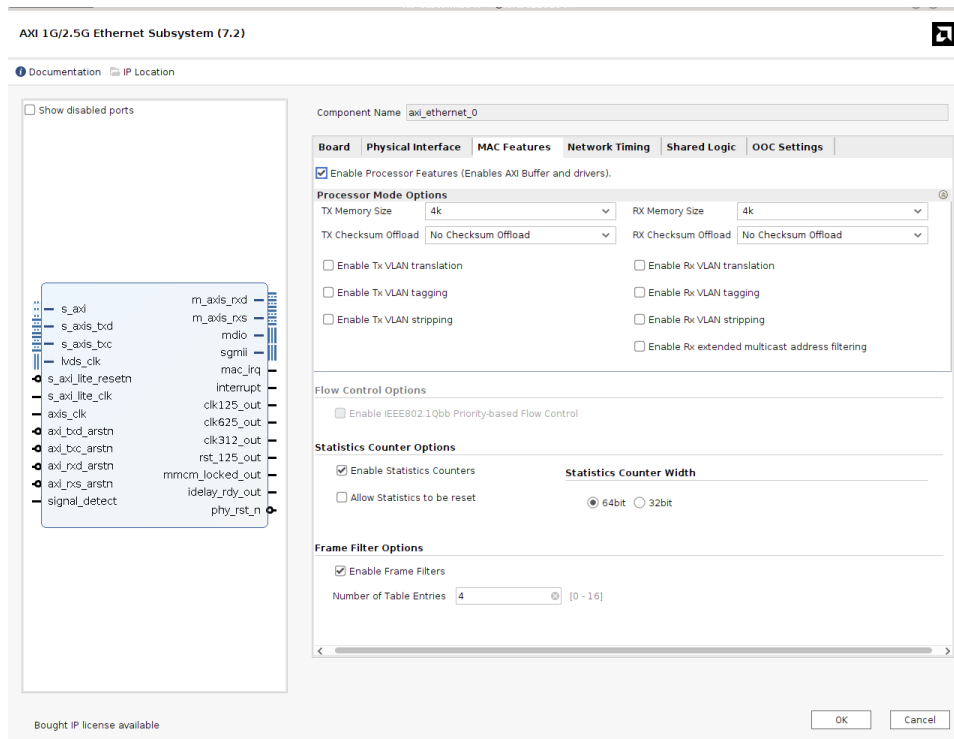 AXI 1G/2.5G Ethernet Subsystem (7.2)
Documentation IP Location
Show disabled ports
s_axi
s_axis_txd
s_axis_txc
lvds_clk
s_axi_lite_resetn
s_axi_lite_clk
axis_clk
axi_txd_arstn
axi_txc_arstn
axi_rxd_arstn
axi_rxs_arstn
signal_detect
m_axis_rxd
m_axis_rxs
mdio
sgmii
mac_irq
interrupt
clk125_out
clk625_out
clk312_out
rst_125_out
mmcm_locked_out
idelay_rdy_out
phy_rst_n
Component Name axi_ethernet_0
Board Physical Interface MAC Features Network Timing Shared Logic OOC Settings
Enable Processor Features (Enables AXI Buffer and drivers).
Processor Mode Options
TX Memory Size 4k RX Memory Size 4k
TX Checksum Offload No Checksum Offload RX Checksum Offload No Checksum Offload
Enable Tx VLAN translation Enable Rx VLAN translation
Enable Tx VLAN tagging Enable Rx VLAN tagging
Enable Tx VLAN stripping Enable Rx VLAN stripping
Enable Rx extended multicast address filtering
Flow Control Options
Enable IEEE802.1Qbb Priority-based Flow Control
Statistics Counter Options
Enable Statistics Counters Statistics Counter Width
Allow Statistics to be reset 64bit 32bit
Frame Filter Options
Enable Frame Filters
Number of Table Entries 4 [0 - 16]
Bought IP license available
OK Cancel